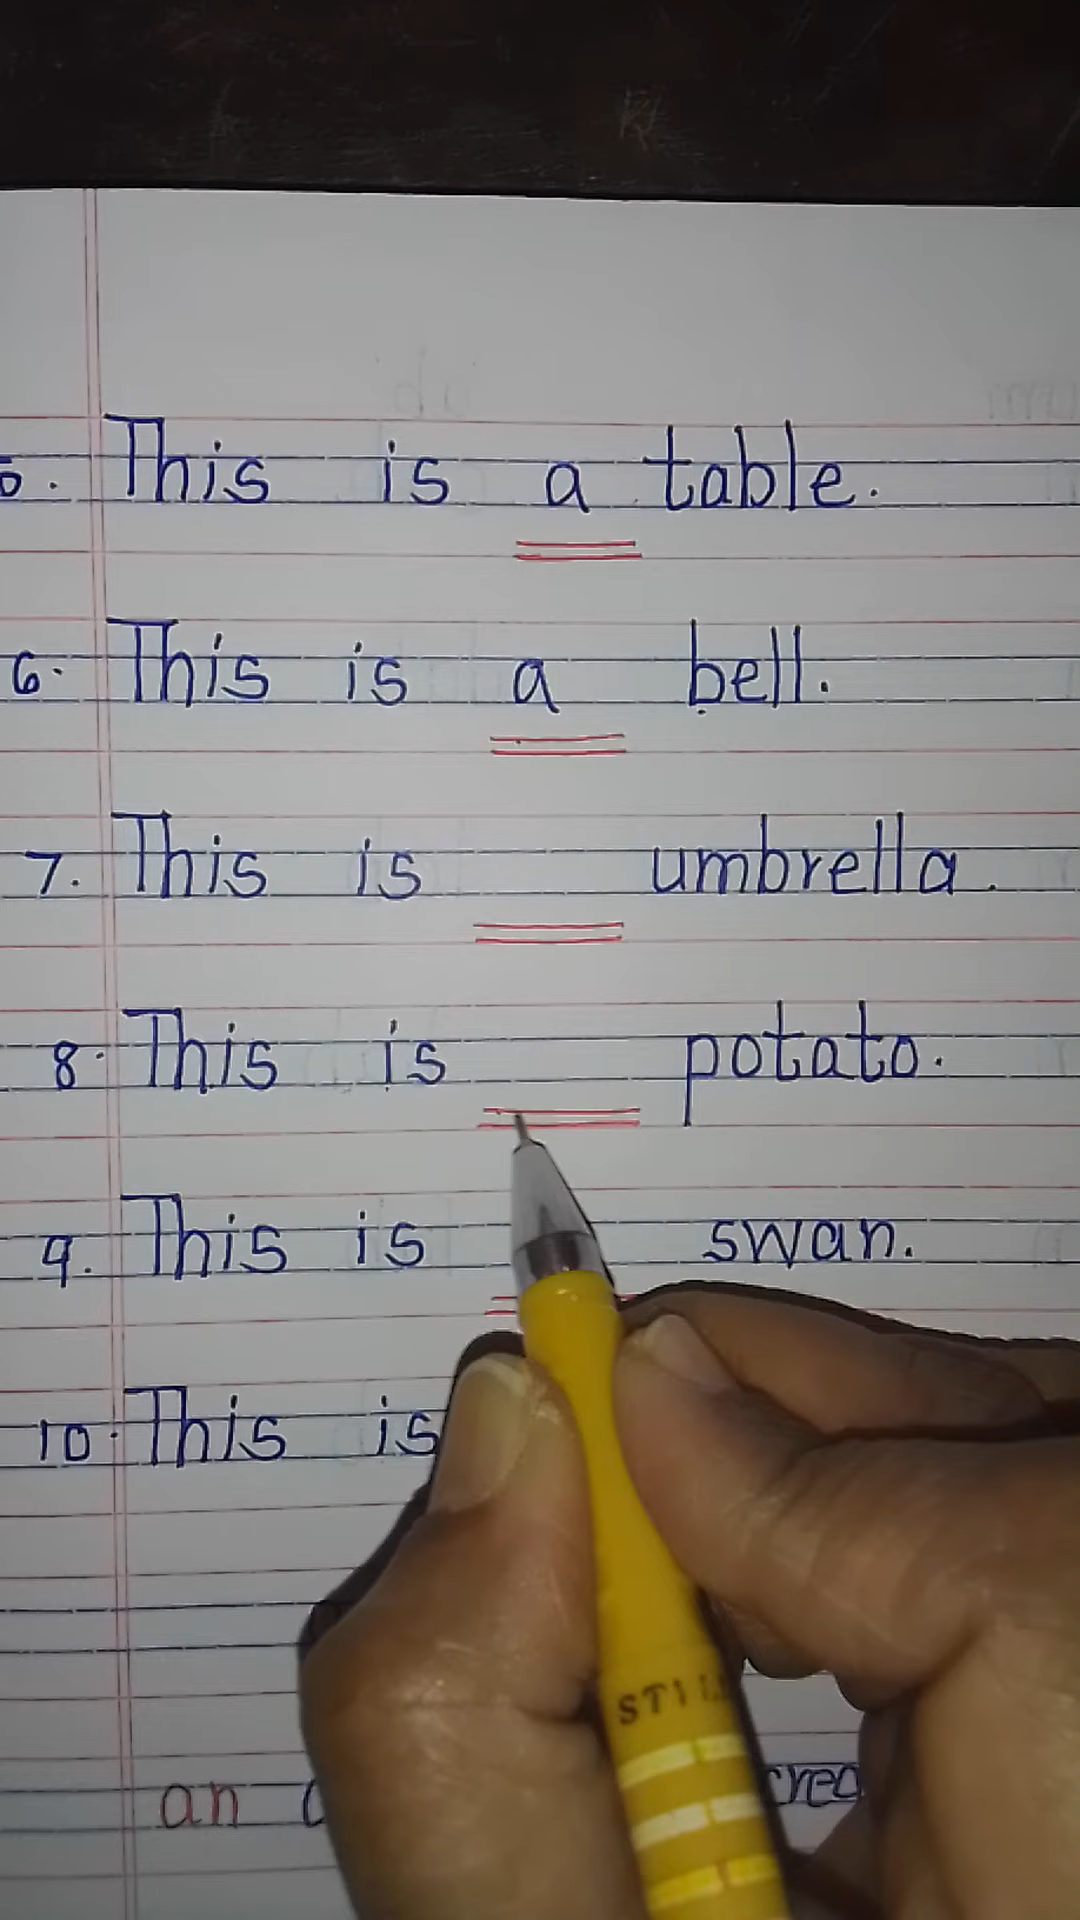 5. This is a table.
6. This is a bell.
7. This is umbrella.
8. This is potato.
9. This is swan.
10. This is
an